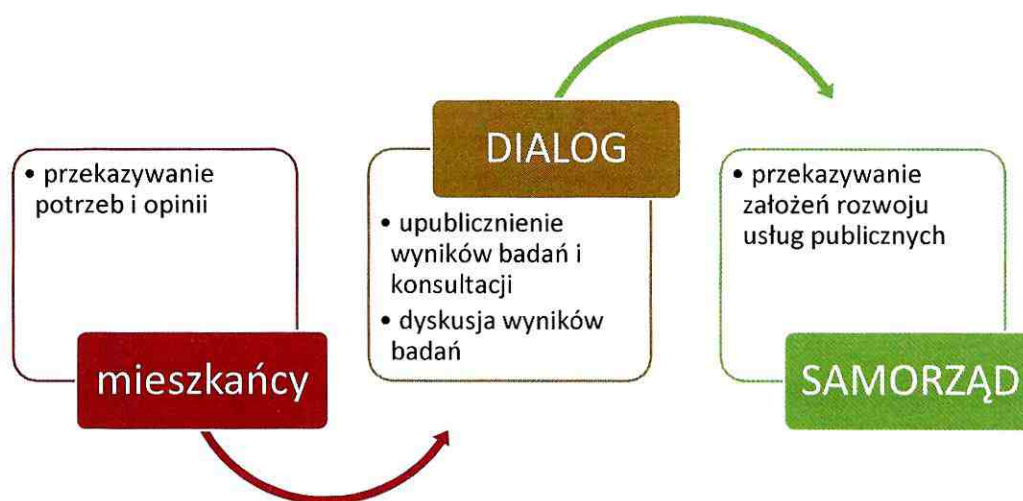 • przekazywanie
potrzeb i opinii
mieszkańcy
DIALOG
• upublicznienie
wyników badań i
konsultacji
• dyskusja wyników
badań
• przekazywanie
założeń rozwoju
usług publicznych
SAMORZĄD